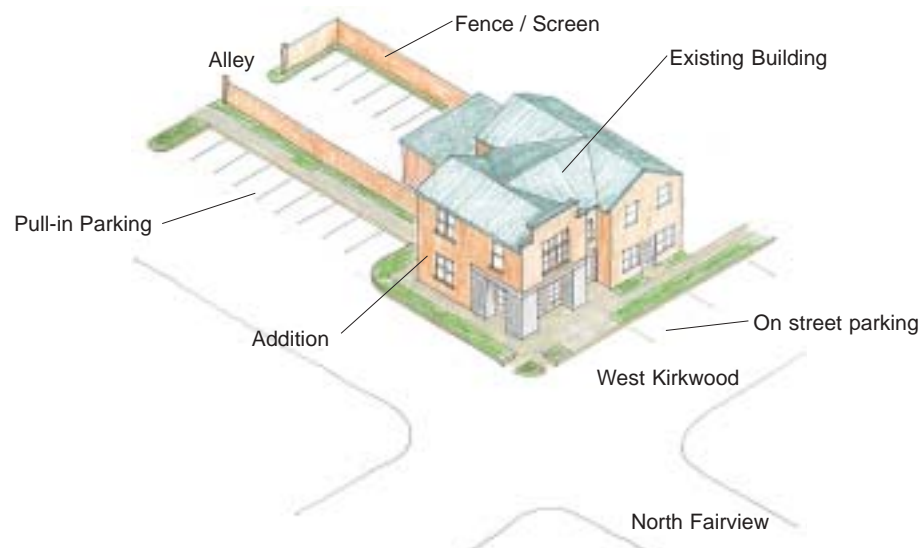 Fence / Screen
Alley
Existing Building
Pull-in Parking
Addition
On street parking
West Kirkwood
North Fairview